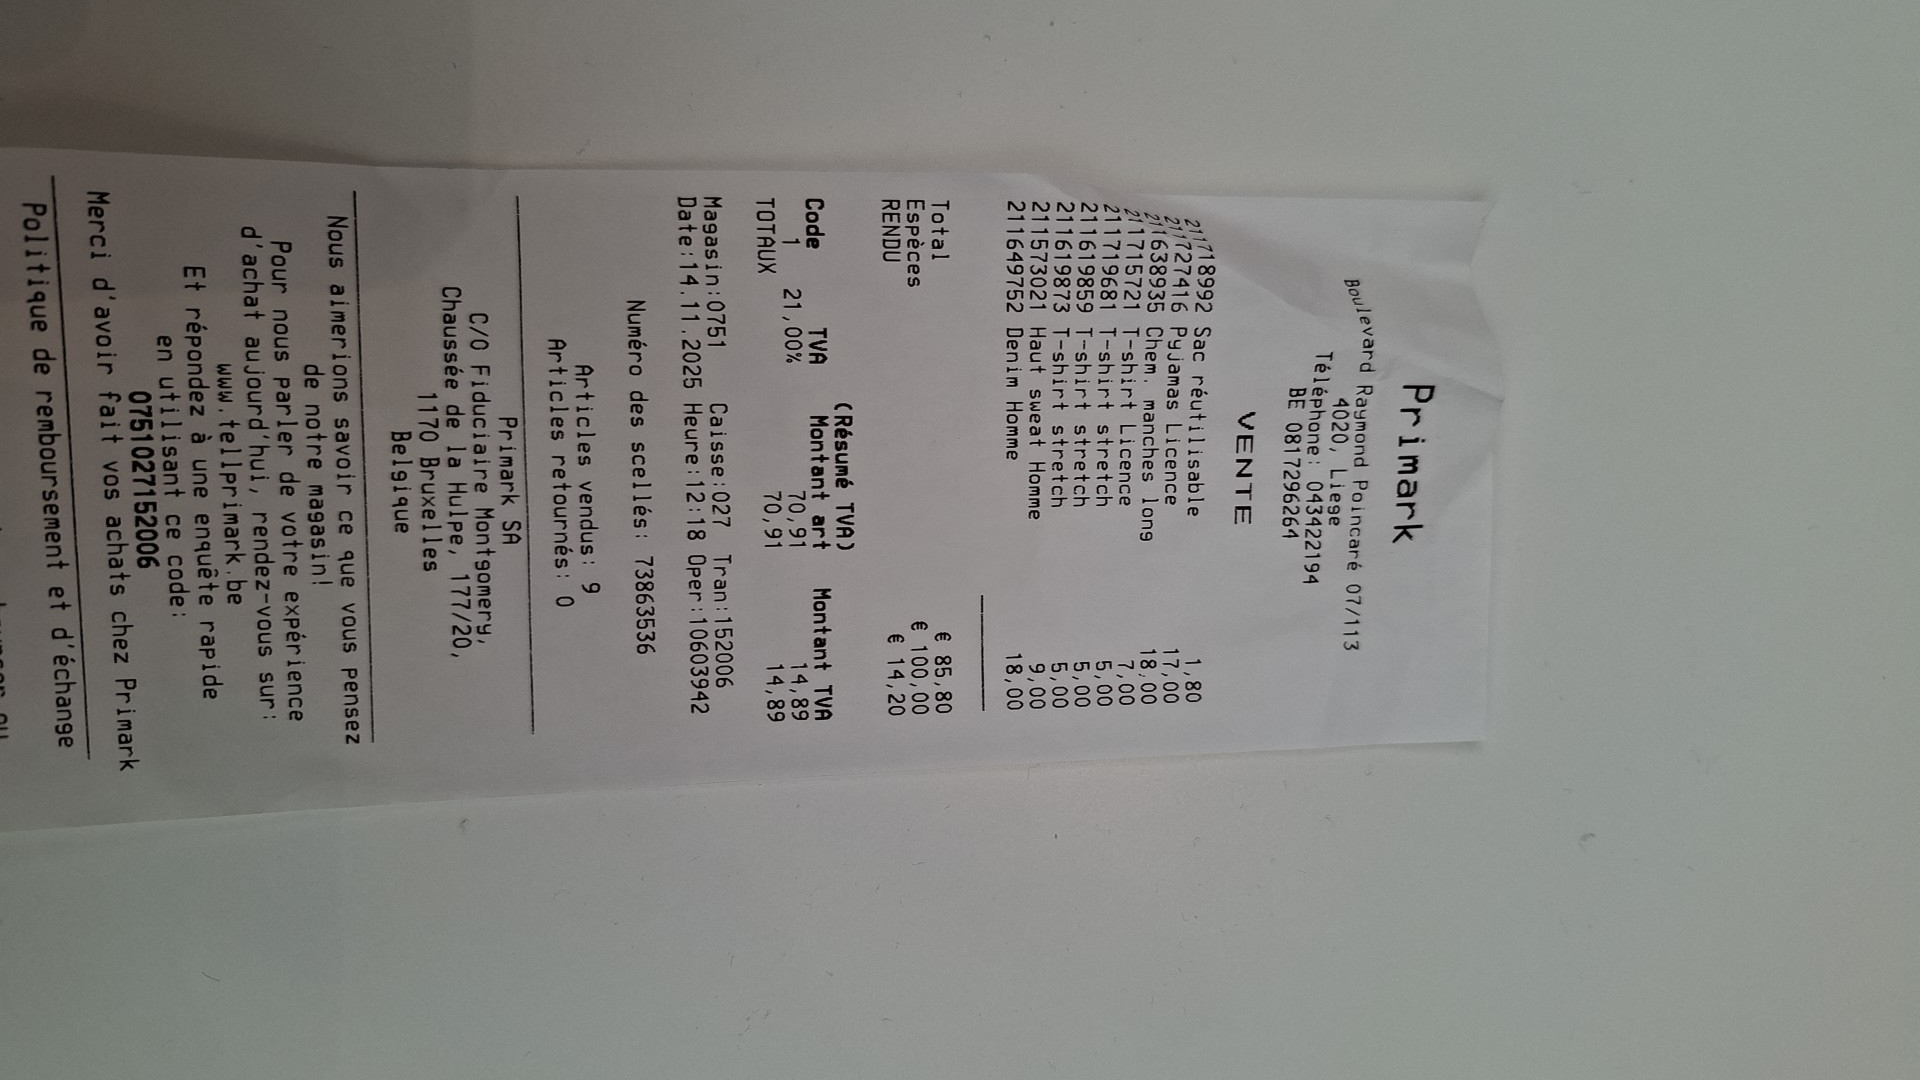 Primark
Boulevard Raymond Poincaré 07/113
4020, Liege
Téléphone: 043422194
BE 0817296264
VENTE
211718992 Sac réutilisable 1,80
211727416 Pyjamas Licence 17,00
211638935 Chem. manches long 18,00
211715721 T-shirt Licence 7,00
211719681 T-shirt stretch 5,00
211619859 T-shirt stretch 5,00
211619873 T-shirt stretch 5,00
211573021 Haut sweat Homme 9,00
211649752 Denim Homme 18,00
Total € 85,80
Espèces € 100,00
RENDU € 14,20
(Résumé TVA)
Code TVA Montant art Montant TVA
1 21,00% 70,91 14,89
TOTAUX 70,91 14,89
Magasin:0751 Caisse:027 Tran:152006
Date:14.11.2025 Heure:12:18 Oper:10603942
Numéro des scellés: 73863536
Articles vendus: 9
Articles retournés: 0
Primark SA
C/O Fiduciaire Montgomery,
Chaussée de la Hulpe, 177/20,
1170 Bruxelles
Belgique
Nous aimerions savoir ce que vous pensez
de notre magasin!
Pour nous parler de votre expérience
d'achat aujourd'hui, rendez-vous sur:
www.tellprimark.be
Et répondez à une enquête rapide
en utilisant ce code:
075102715​2006
Merci d'avoir fait vos achats chez Primark
Politique de remboursement et d'échange